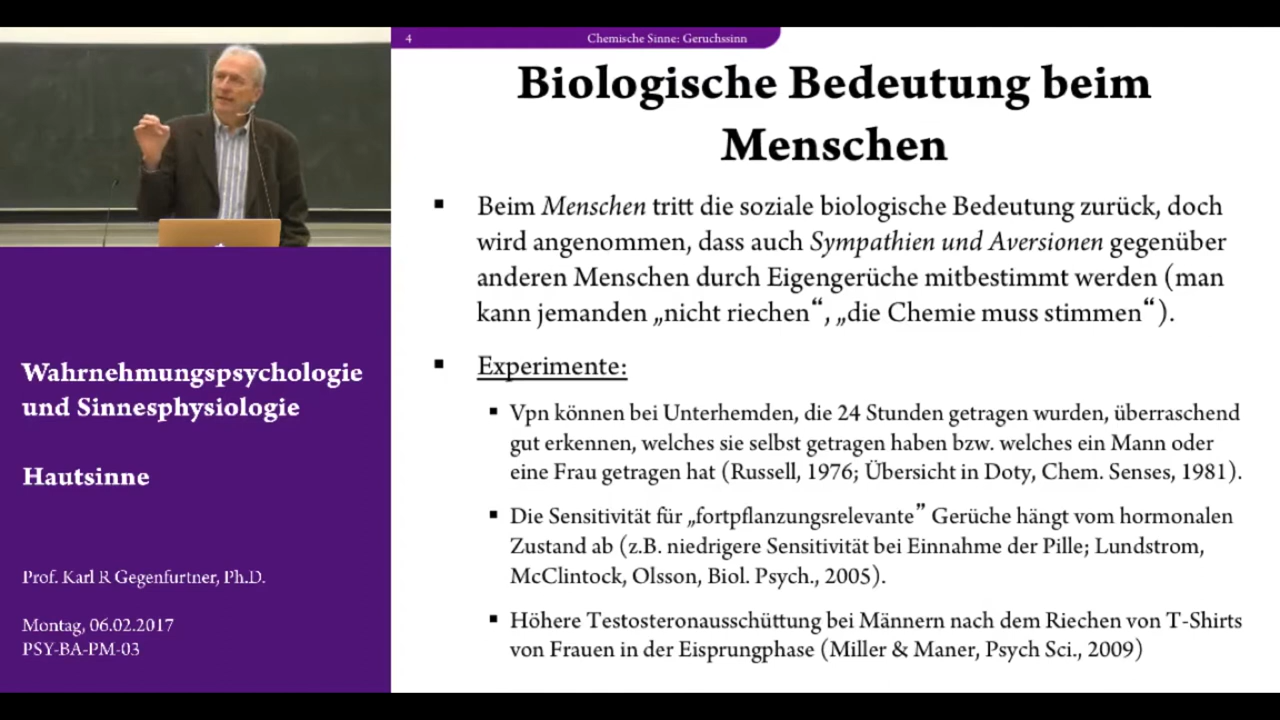 4
Chemische Sinne: Geruchssinn
Biologische Bedeutung beim
Menschen
▪ Beim Menschen tritt die soziale biologische Bedeutung zurück, doch
wird angenommen, dass auch Sympathien und Aversionen gegenüber
anderen Menschen durch Eigengerüche mitbestimmt werden (man
kann jemanden „nicht riechen“, „die Chemie muss stimmen“).
▪ Experimente:
▪ Vpn können bei Unterhemden, die 24 Stunden getragen wurden, überraschend
gut erkennen, welches sie selbst getragen haben bzw. welches ein Mann oder
eine Frau getragen hat (Russell, 1976; Übersicht in Doty, Chem. Senses, 1981).
▪ Die Sensitivität für „fortpflanzungsrelevante” Gerüche hängt vom hormonalen
Zustand ab (z.B. niedrigere Sensitivität bei Einnahme der Pille; Lundstrom,
McClintock, Olsson, Biol. Psych., 2005).
▪ Höhere Testosteronausschüttung bei Männern nach dem Riechen von T-Shirts
von Frauen in der Eisprungphase (Miller & Maner, Psych Sci., 2009)
Wahrnehmungspsychologie
und Sinnesphysiologie
Hautsinne
Prof. Karl R Gegenfurtner, Ph.D.
Montag, 06.02.2017
PSY-BA-PM-03